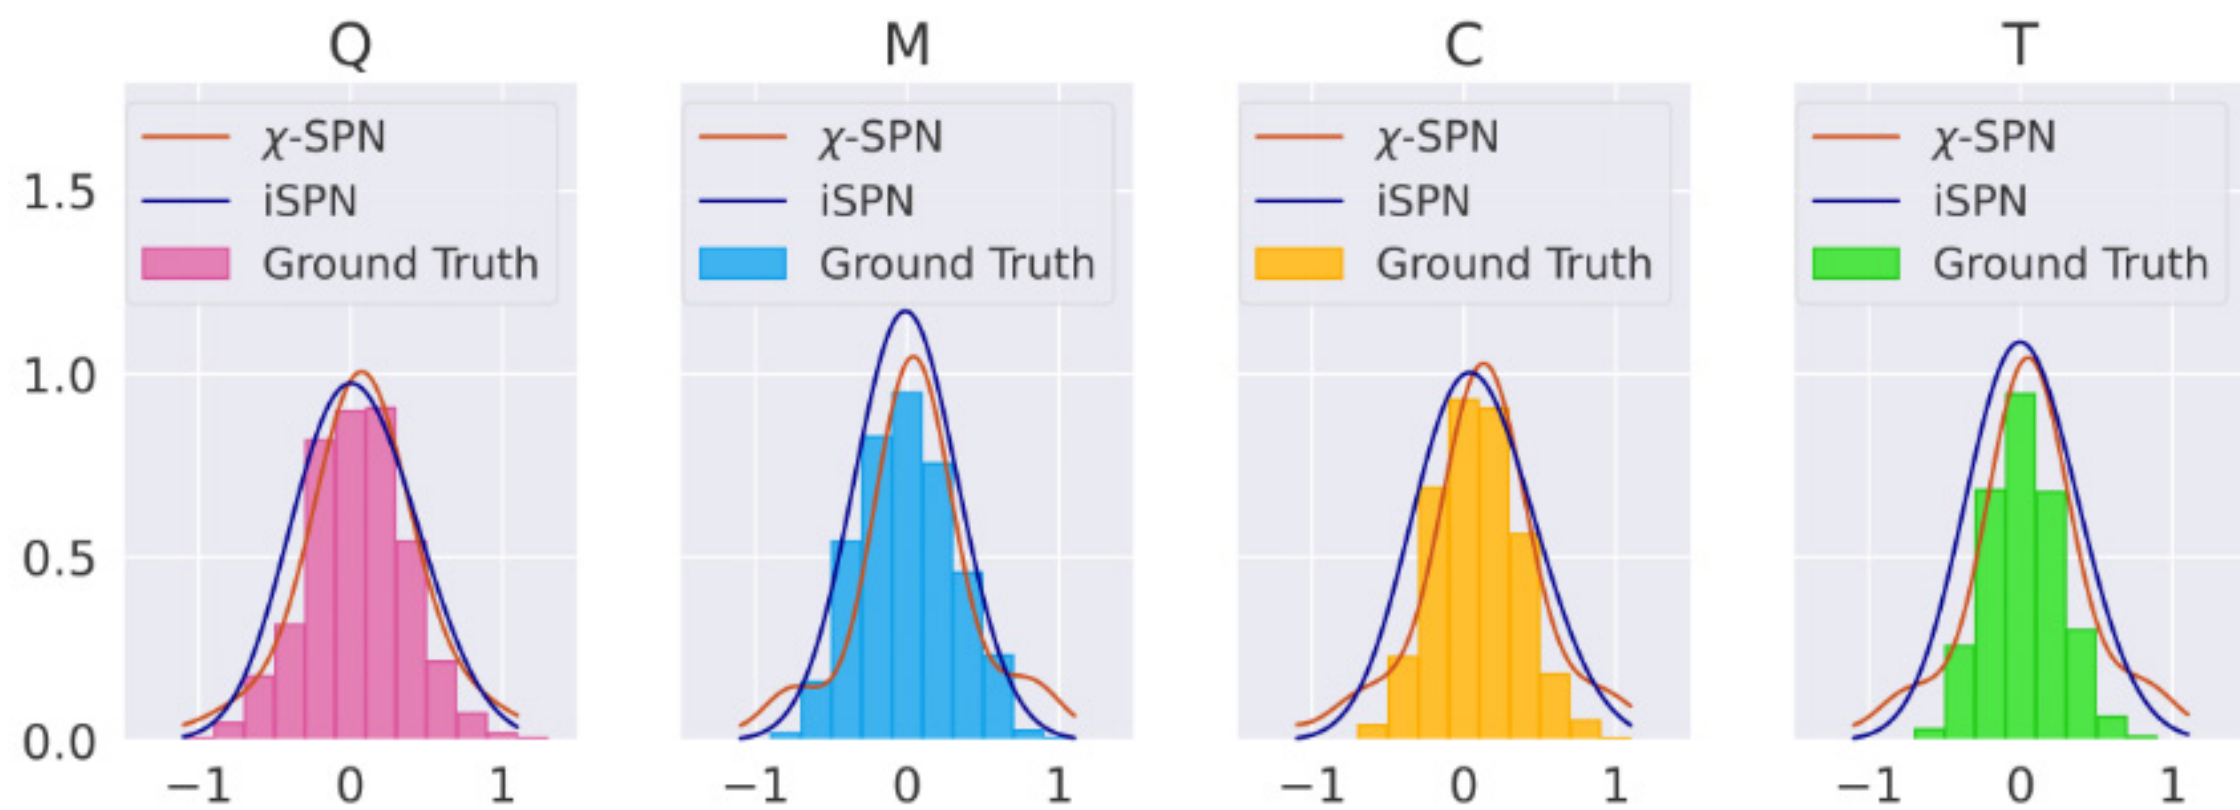 Q M C T
χ-SPN χ-SPN χ-SPN χ-SPN
1.5 iSPN iSPN iSPN iSPN
Ground Truth Ground Truth Ground Truth Ground Truth
1.0
0.5
0.0
−1 0 1 −1 0 1 −1 0 1 −1 0 1